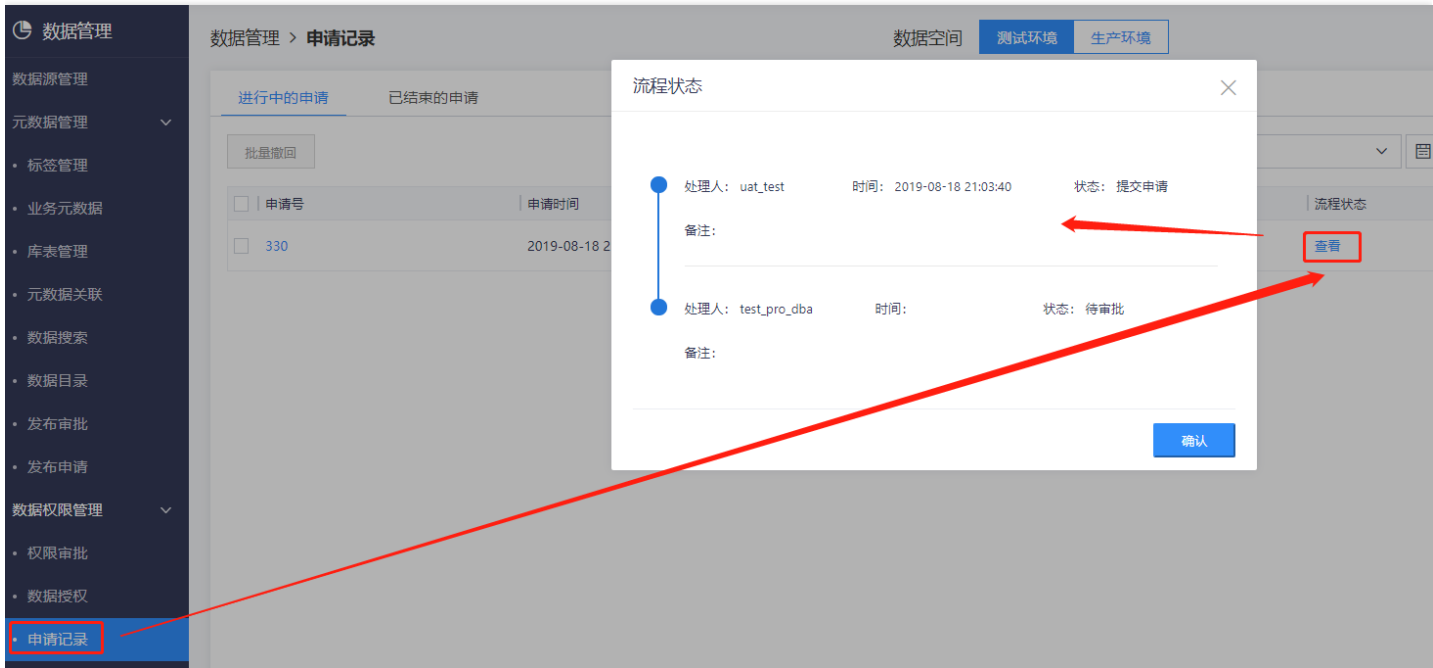 数据管理
数据源管理
元数据管理
• 标签管理
• 业务元数据
• 库表管理
• 元数据关联
• 数据搜索
• 数据目录
• 发布审批
• 发布申请
数据权限管理
• 权限审批
• 数据授权
• 申请记录
数据管理 > 申请记录
数据空间 测试环境 生产环境
进行中的申请 已结束的申请
批量撤回
申请号 申请时间 流程状态
330 2019-08-18 2 查看
流程状态
处理人: uat_test 时间: 2019-08-18 21:03:40 状态: 提交申请
备注:
处理人: test_pro_dba 时间: 状态: 待审批
备注:
确认